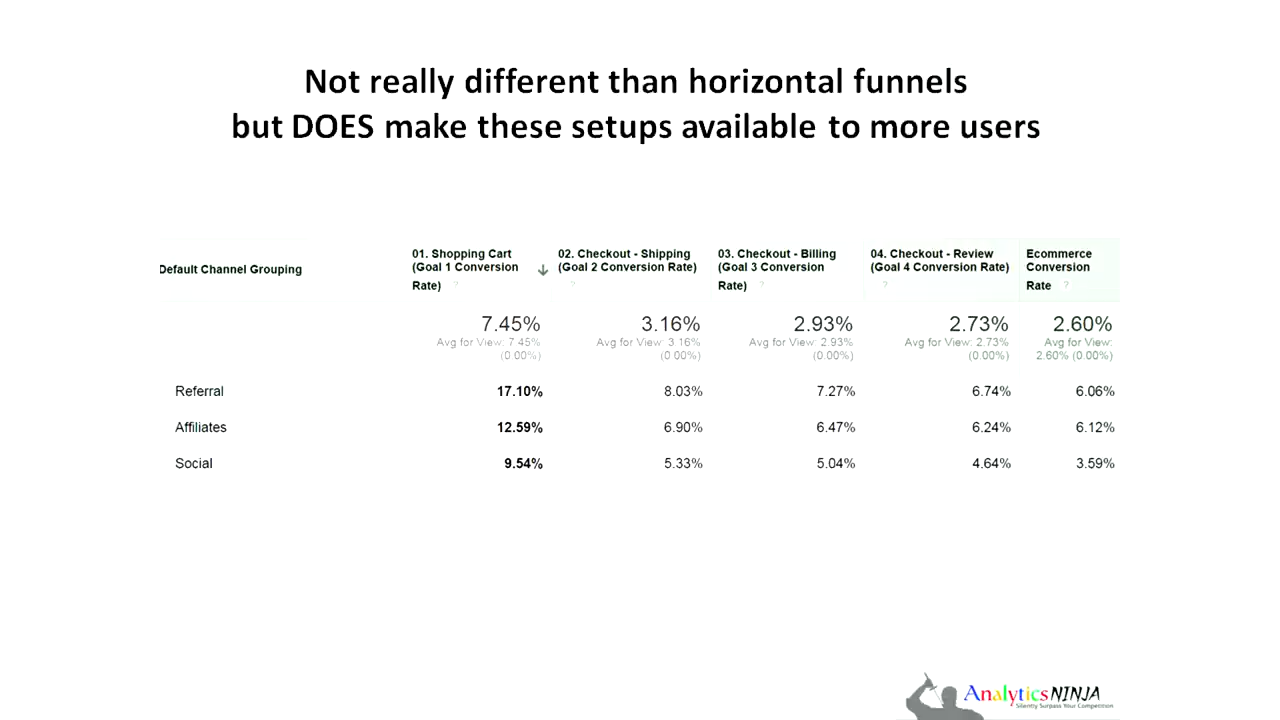 Not really different than horizontal funnels
but DOES make these setups available to more users
Default Channel Grouping
01. Shopping Cart
(Goal 1 Conversion
Rate) ?
02. Checkout - Shipping
(Goal 2 Conversion Rate)
?
03. Checkout - Billing
(Goal 3 Conversion
Rate) ?
04. Checkout - Review
(Goal 4 Conversion Rate)
?
Ecommerce
Conversion
Rate ?
7.45%
Avg for View: 7.45%
(0.00%)
3.16%
Avg for View: 3.16%
(0.00%)
2.93%
Avg for View: 2.93%
(0.00%)
2.73%
Avg for View: 2.73%
(0.00%)
2.60%
Avg for View:
2.60% (0.00%)
Referral 17.10% 8.03% 7.27% 6.74% 6.06%
Affiliates 12.59% 6.90% 6.47% 6.24% 6.12%
Social 9.54% 5.33% 5.04% 4.64% 3.59%
AnalyticsNINJA
Silently Surpass Your Competition